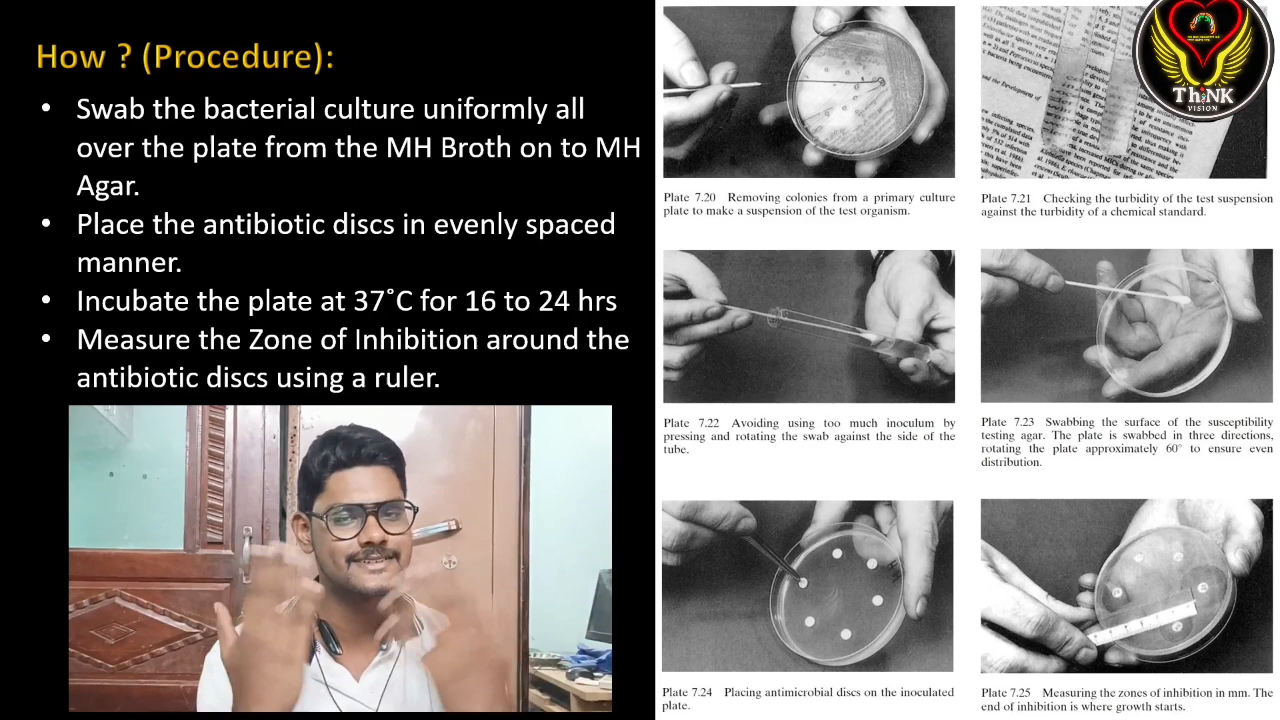 How ? (Procedure):
• Swab the bacterial culture uniformly all
over the plate from the MH Broth on to MH
Agar.
• Place the antibiotic discs in evenly spaced
manner.
• Incubate the plate at 37˚C for 16 to 24 hrs
• Measure the Zone of Inhibition around the
antibiotic discs using a ruler.
ThiNK
VISION
Plate 7.20 Removing colonies from a primary culture
plate to make a suspension of the test organism.
Plate 7.21 Checking the turbidity of the test suspension
against the turbidity of a chemical standard.
Plate 7.22 Avoiding using too much inoculum by
pressing and rotating the swab against the side of the
tube.
Plate 7.23 Swabbing the surface of the susceptibility
testing agar. The plate is swabbed in three directions,
rotating the plate approximately 60° to ensure even
distribution.
Plate 7.24 Placing antimicrobial discs on the inoculated
plate.
Plate 7.25 Measuring the zones of inhibition in mm. The
end of inhibition is where growth starts.